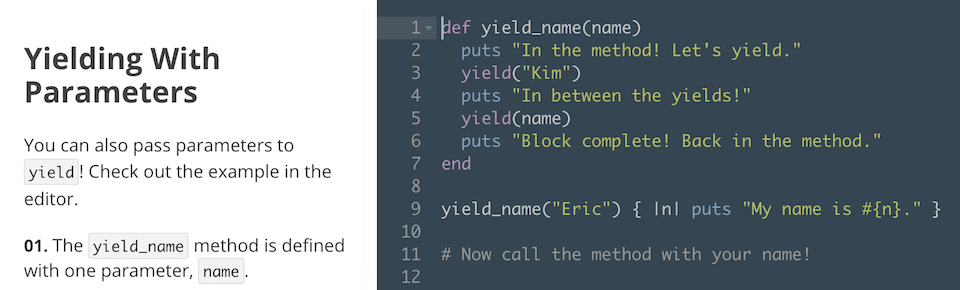 Yielding With
Parameters
You can also pass parameters to
yield! Check out the example in the
editor.
01. The yield_name method is defined
with one parameter, name.
1 def yield_name(name)
2   puts "In the method! Let's yield."
3   yield("Kim")
4   puts "In between the yields!"
5   yield(name)
6   puts "Block complete! Back in the method."
7 end
8
9 yield_name("Eric") { |n| puts "My name is #{n}." }
10
11 # Now call the method with your name!
12